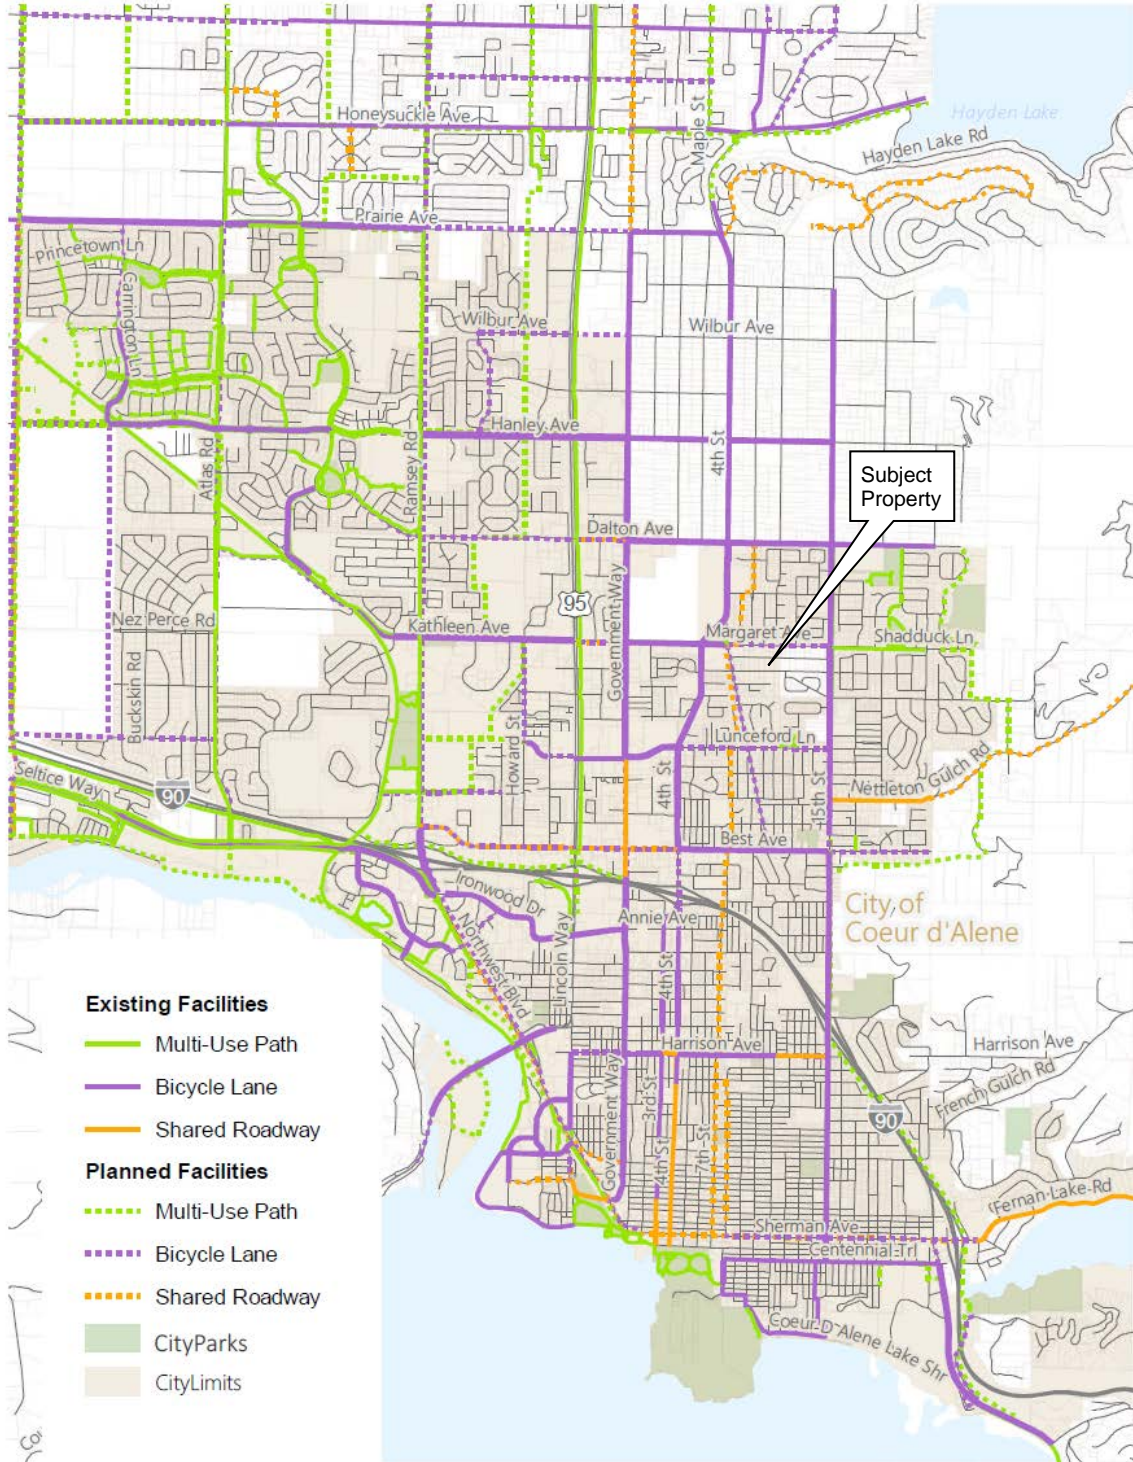 Honeysuckle Ave
Maple St
Hayden Lake
Hayden Lake Rd
Prairie Ave
Princetown Ln
Carrington Ln
Wilbur Ave
Wilbur Ave
Hanley Ave
Atlas Rd
Ramsey Rd
4th St
Subject
Property
Dalton Ave
95
Government Way
Nez Perce Rd
Kathleen Ave
Margaret Ave
Shadduck Ln
Buckskin Rd
Howard St
Lunceford Ln
Seltice Way
90
4th St
15th St
Nettleton Gulch Rd
Best Ave
Ironwood Dr
Annie Ave
City of
Coeur d'Alene
Northwest Blvd
Lincoln Way
4th St
Existing Facilities
Multi-Use Path
Bicycle Lane
Shared Roadway
Planned Facilities
Multi-Use Path
Bicycle Lane
Shared Roadway
CityParks
CityLimits
Harrison Ave
Harrison Ave
French Gulch Rd
Government Way
3rd St
4th St
7th St
90
Fernan Lake Rd
Sherman Ave
Centennial Trl
Coeur D Alene Lake Shr